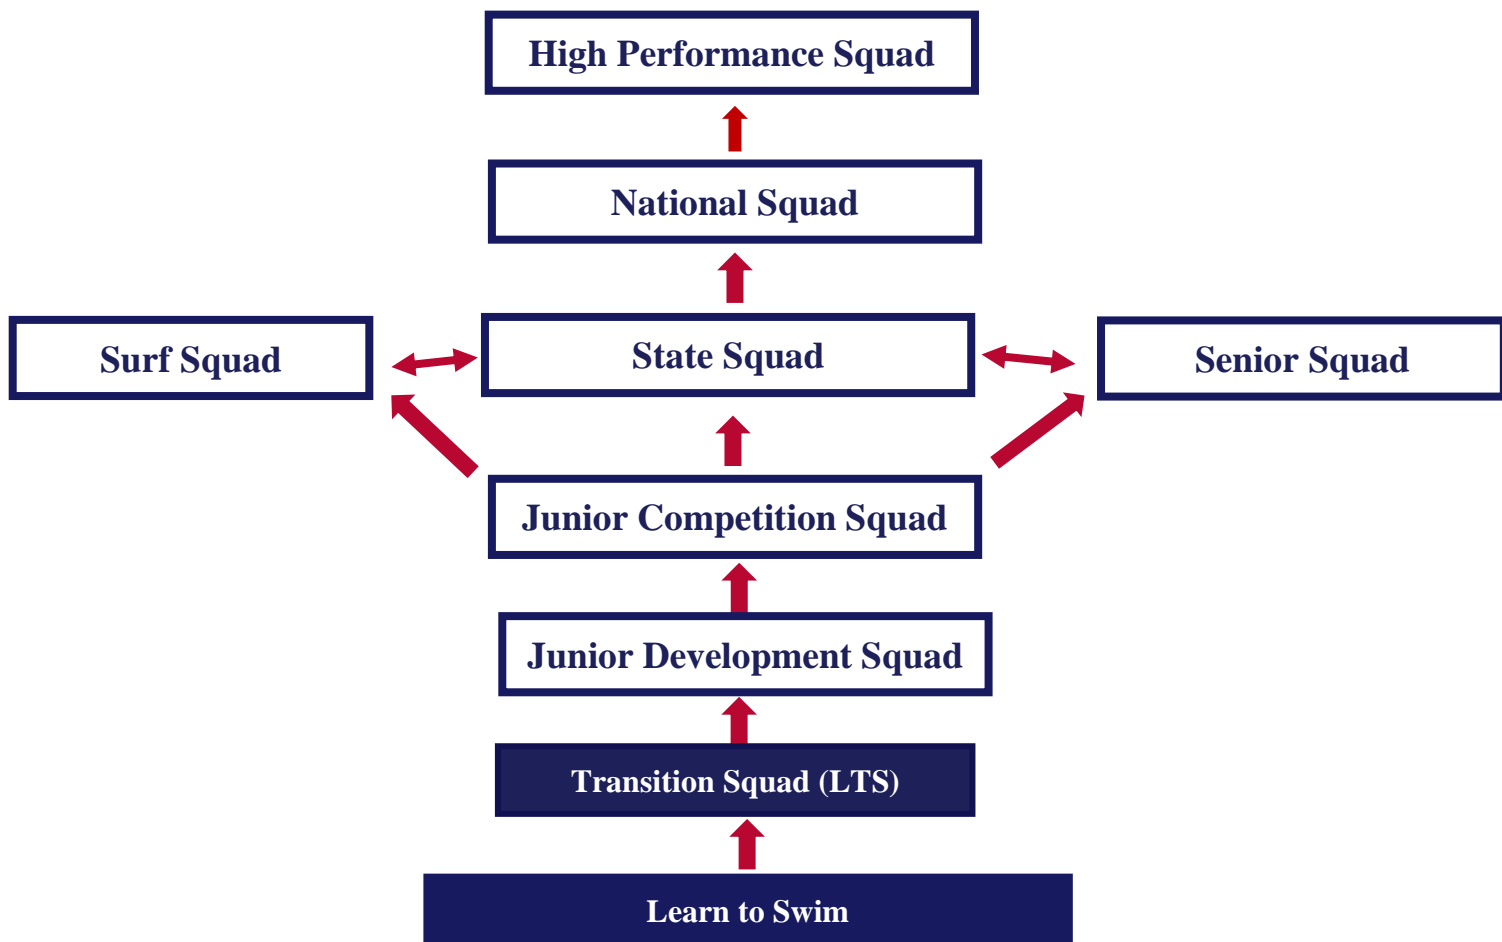 High Performance Squad
National Squad
Surf Squad
State Squad
Senior Squad
Junior Competition Squad
Junior Development Squad
Transition Squad (LTS)
Learn to Swim